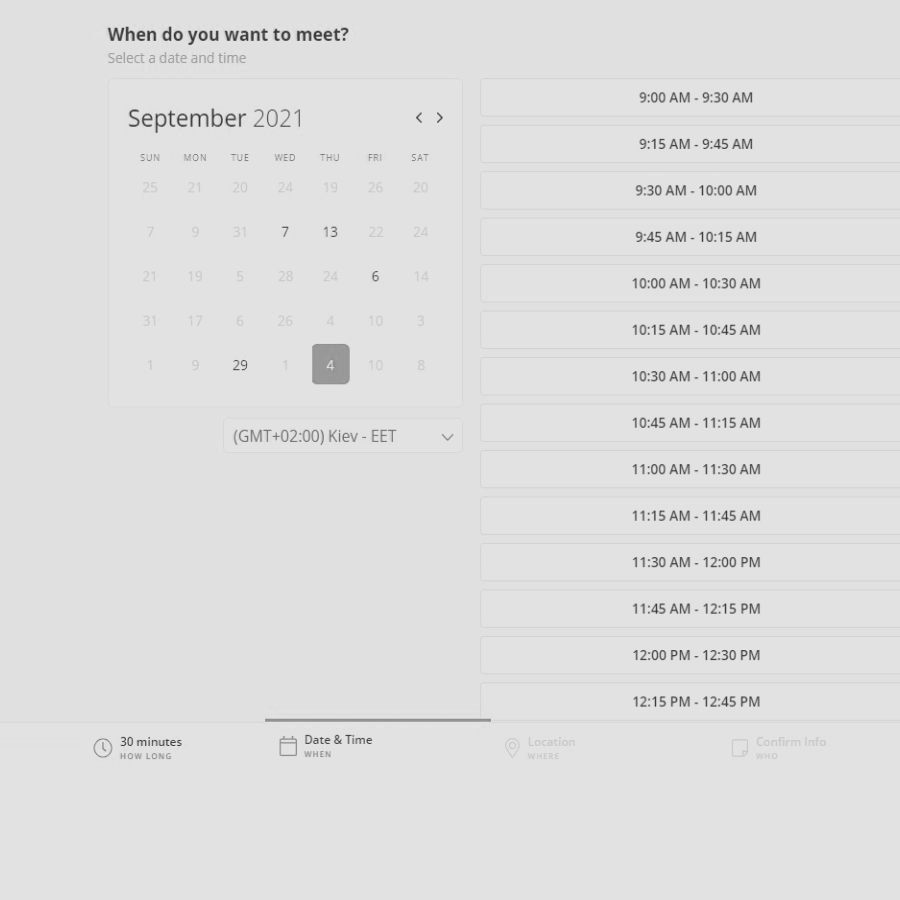 When do you want to meet?
Select a date and time
September 2021
SUN MON TUE WED THU FRI SAT
25 21 20 24 19 26 20
7 9 31 7 13 22 24
21 19 5 28 24 6 14
31 17 6 26 4 10 3
1 9 29 1 4 10 8
(GMT+02:00) Kiev - EET
9:00 AM - 9:30 AM
9:15 AM - 9:45 AM
9:30 AM - 10:00 AM
9:45 AM - 10:15 AM
10:00 AM - 10:30 AM
10:15 AM - 10:45 AM
10:30 AM - 11:00 AM
10:45 AM - 11:15 AM
11:00 AM - 11:30 AM
11:15 AM - 11:45 AM
11:30 AM - 12:00 PM
11:45 AM - 12:15 PM
12:00 PM - 12:30 PM
12:15 PM - 12:45 PM
30 minutes
HOW LONG
Date & Time
WHEN
Location
WHERE
Confirm Info
WHO